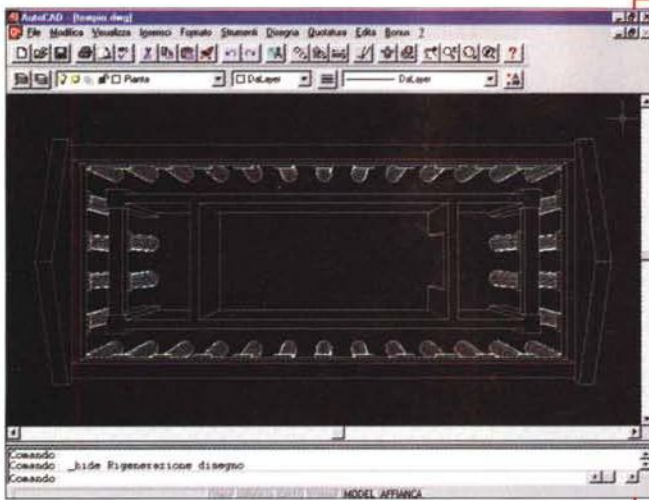 AutoCAD - [tempio.dwg]
File Modifica Visualizza Inserisci Formato Strumenti Disegna Quotatura Edita Bonus ?
Pianta DaLayer DaLayer
Comando
Comando _hide Rigenerazione disegno
Comando
MODEL AFFIANCA